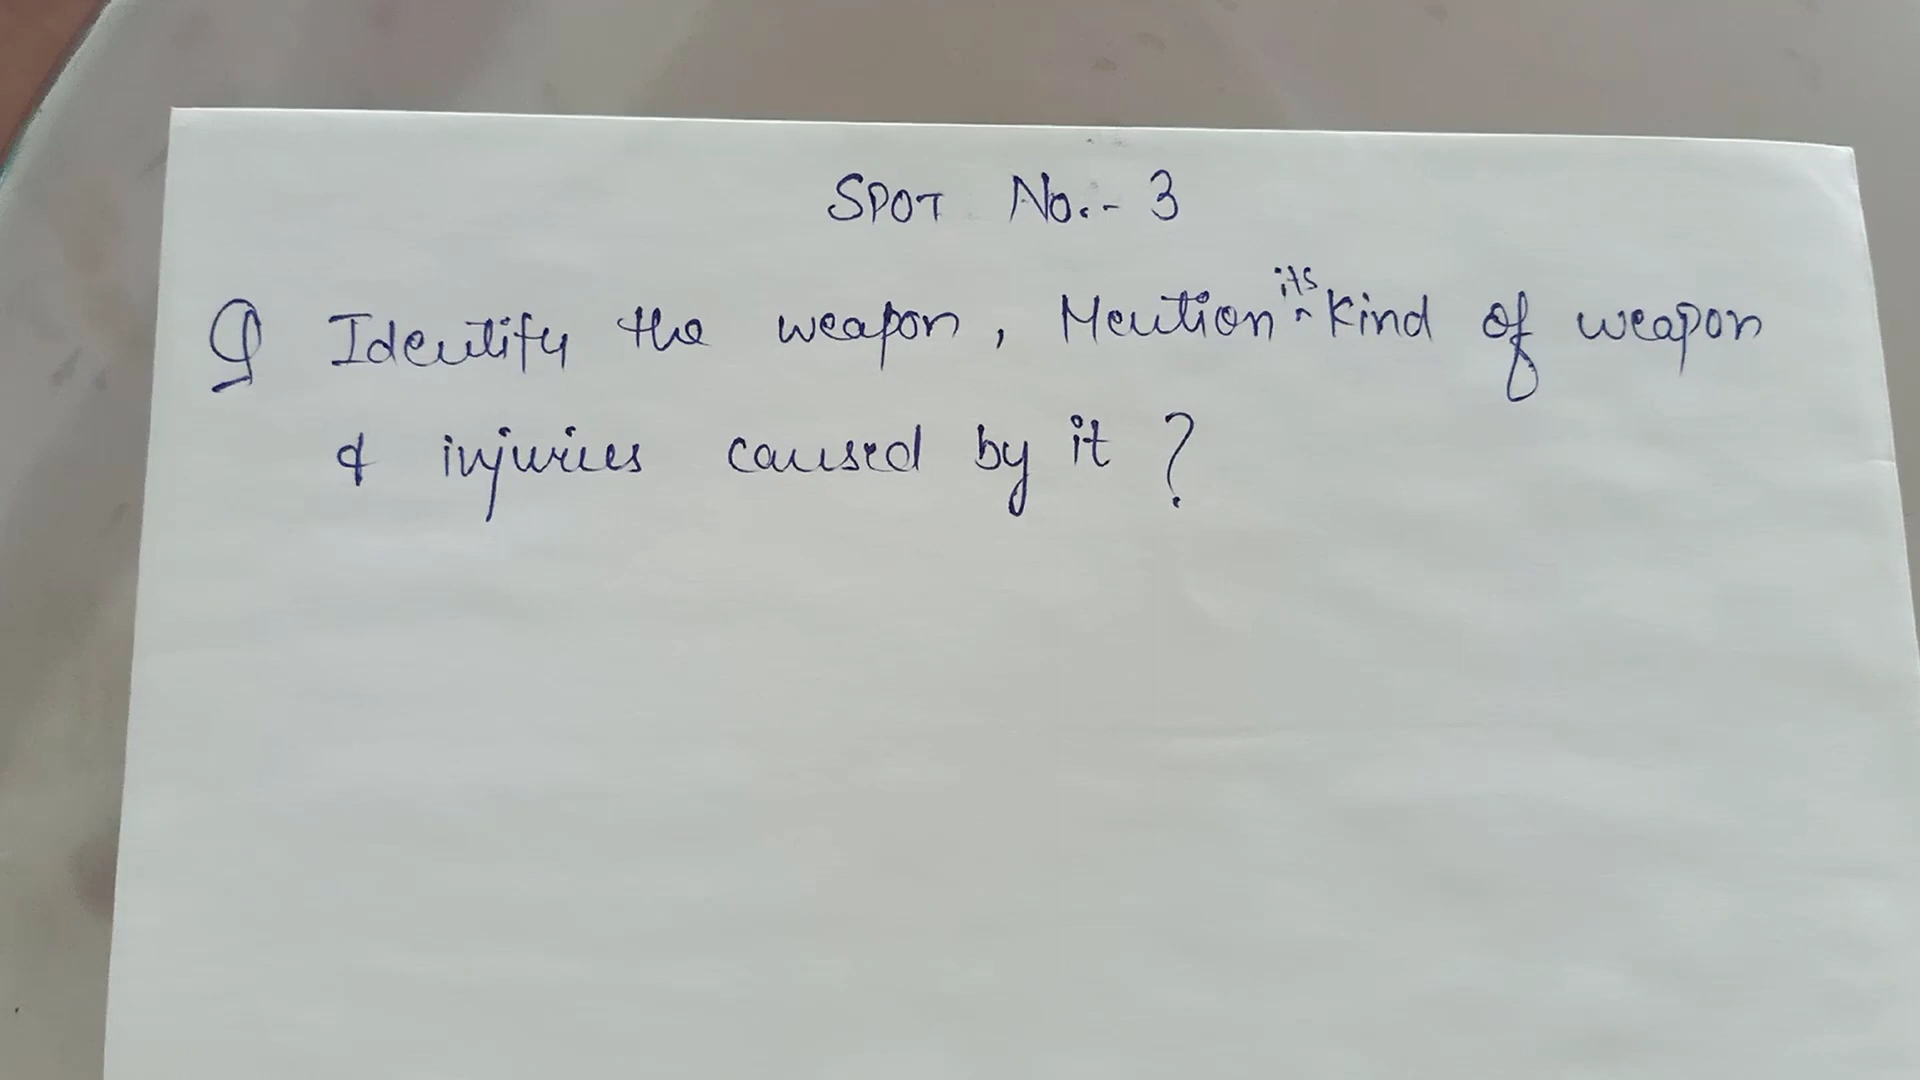 SPOT No.:- 3
Q Identify the weapon, Mention its kind of weapon
& injuries caused by it ?